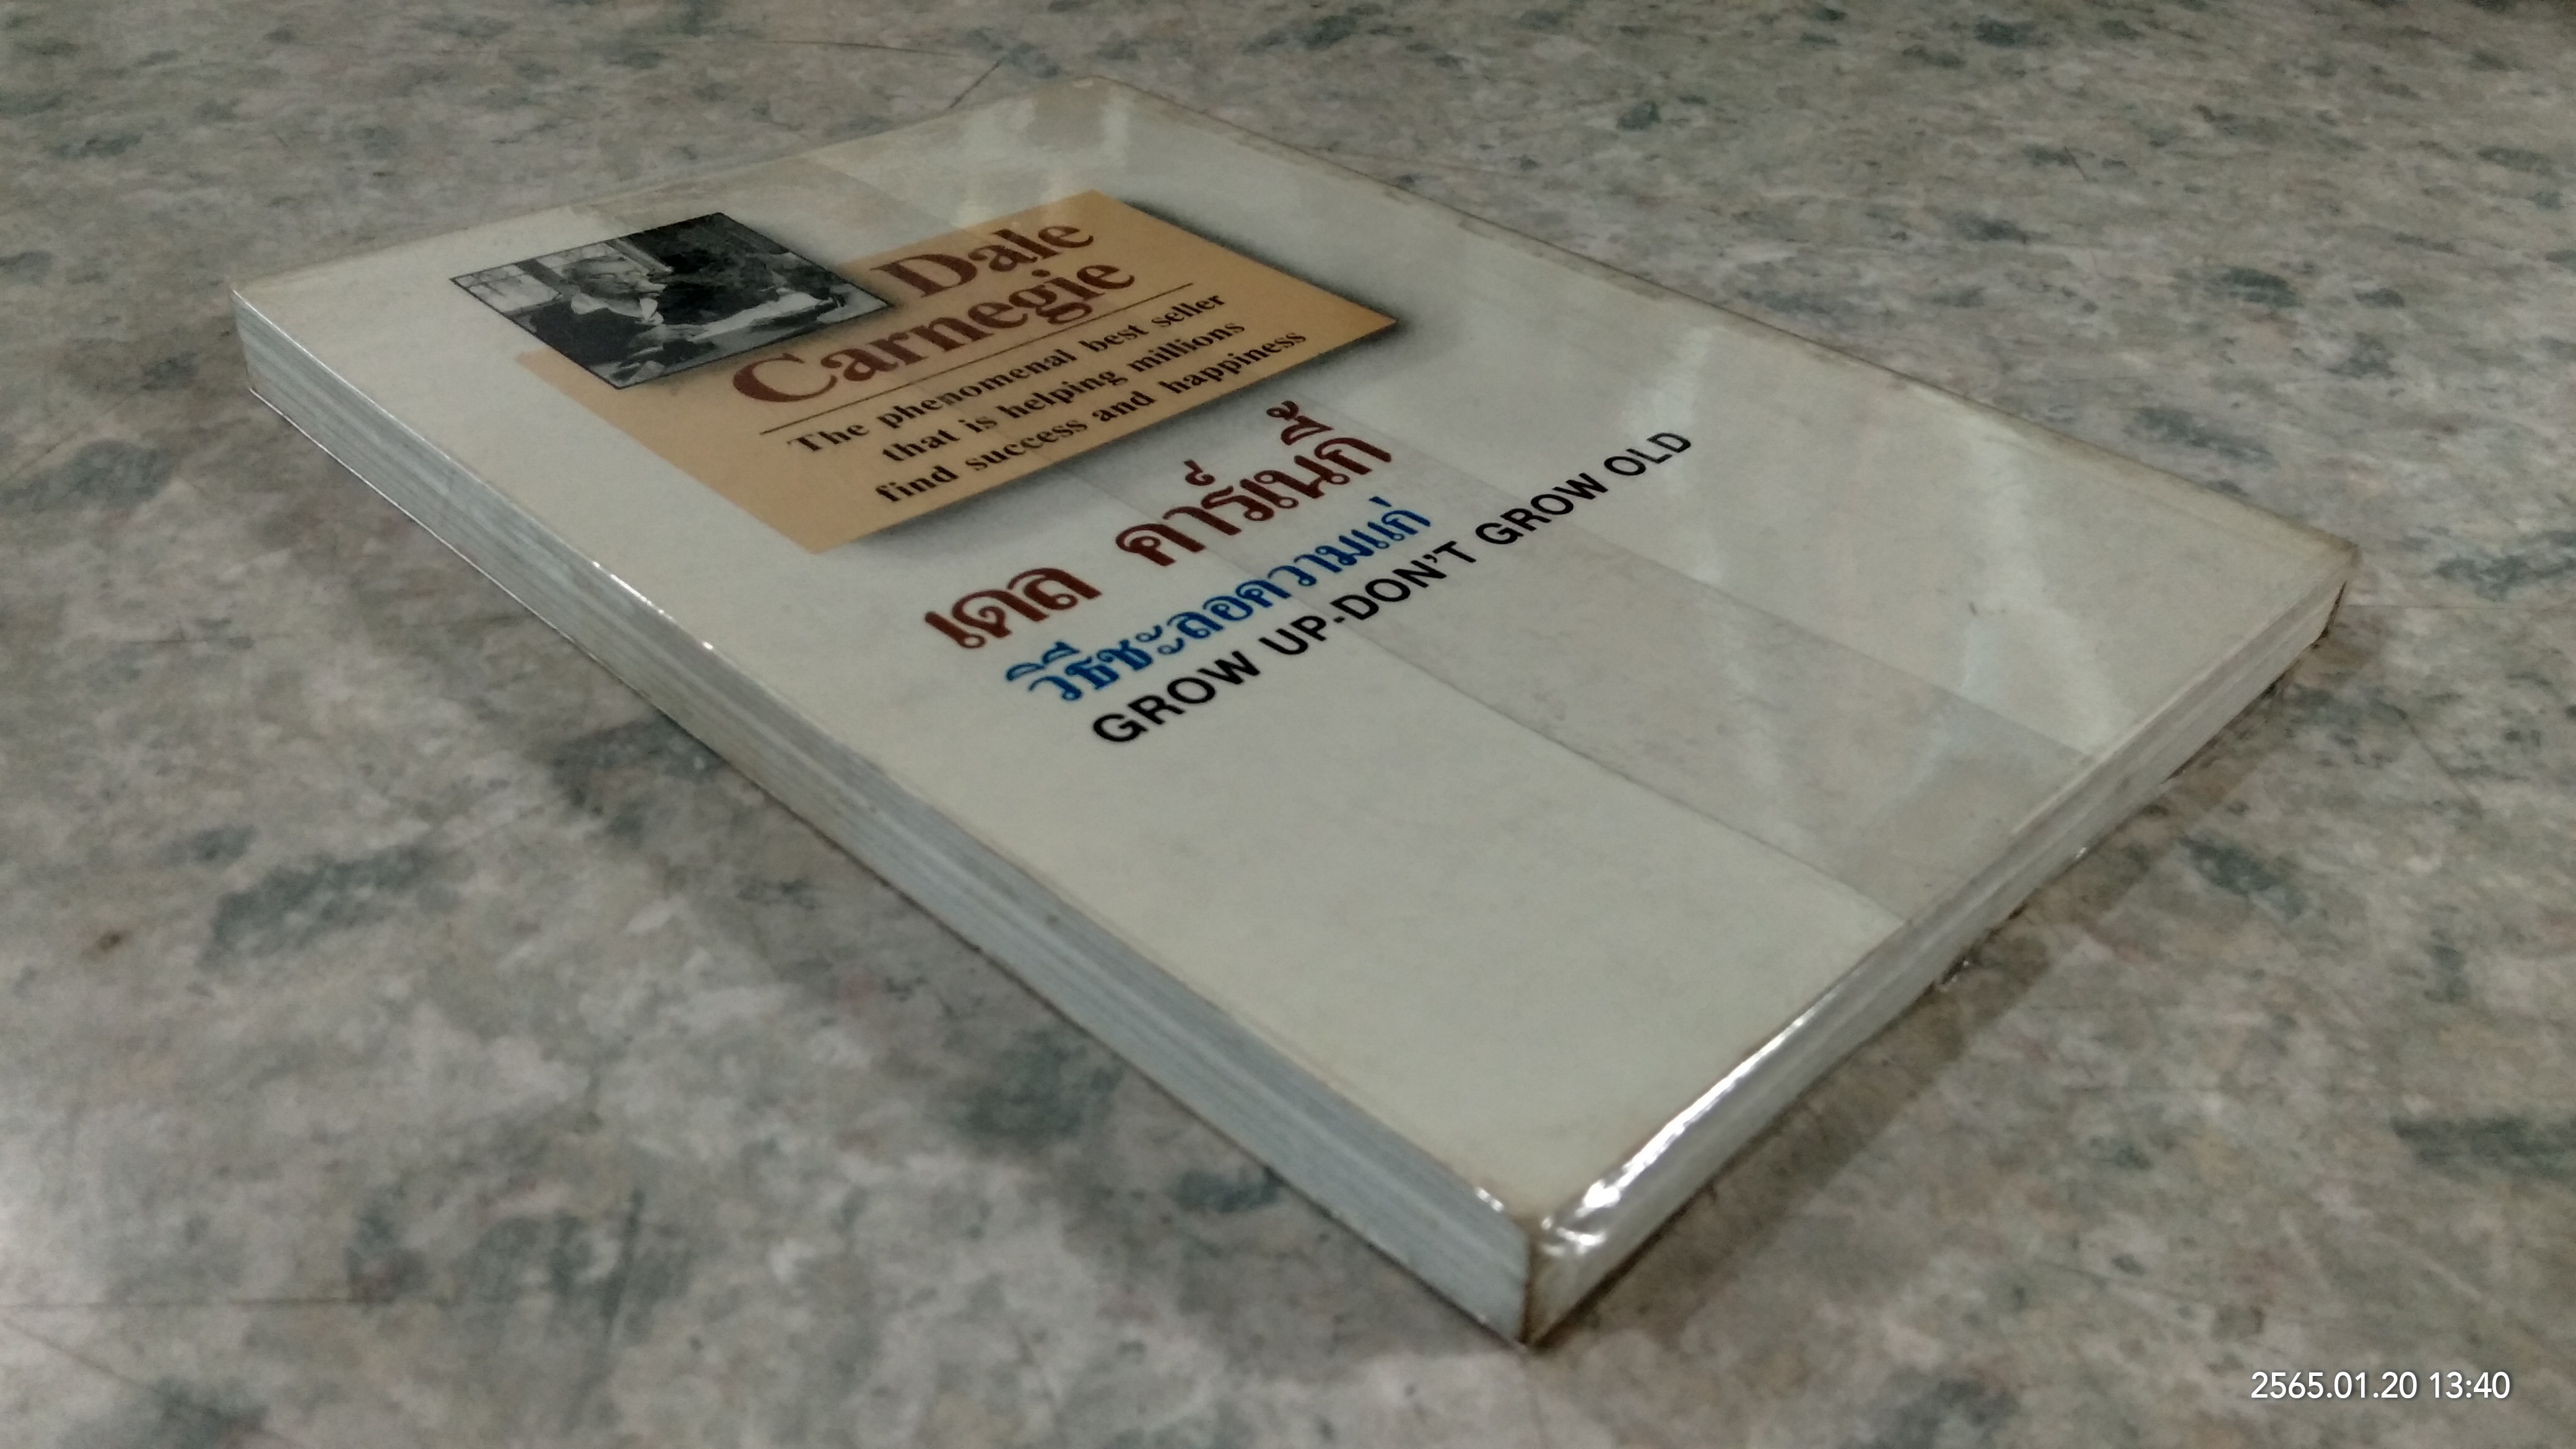 Dale
Carnegie
The phenomenal best seller
that is helping millions
find success and happiness
เดล คาร์เนกี้
วิธีชะลอความแก่
GROW UP-DON'T GROW OLD
2565.01.20 13:40